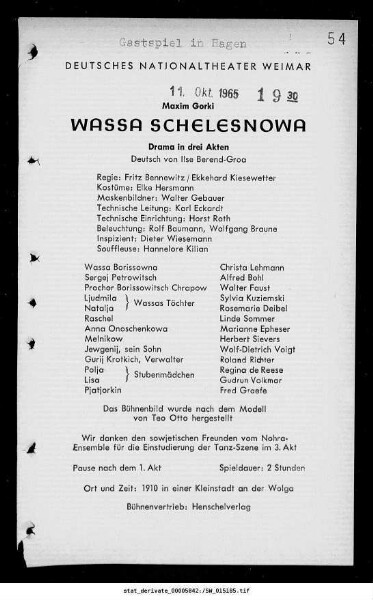 Gastspiel in Hagen
54
DEUTSCHES NATIONALTHEATER WEIMAR
11. Okt. 1965 19 30
Maxim Gorki
WASSA SCHELESNOWA
Drama in drei Akten
Deutsch von Ilse Berend-Groa
Regie: Fritz Bennewitz / Ekkehard Kiesewetter
Kostüme: Elke Hersmann
Maskenbildner: Walter Gebauer
Technische Leitung: Karl Eckardt
Technische Einrichtung: Horst Roth
Beleuchtung: Rolf Baumann, Wolfgang Braune
Inspizient: Dieter Wiesemann
Souffleuse: Hannelore Kilian
Wassa Borissowna Christa Lehmann
Sergej Petrowitsch Alfred Bohl
Prochor Borissowitsch Crapow Walter Faust
Ljudmila } Wassas Töchter Sylvia Kuziemski
Natalja Rosemarie Deibel
Raschel Linde Sommer
Anna Onoschenkowa Marianne Epheser
Melnikow Herbert Sievers
Jewgenij, sein Sohn Wolf-Dietrich Voigt
Gurij Krotkich, Verwalter Roland Richter
Polja } Stubenmädchen Regina de Reese
Lisa Gudrun Volkmar
Pjatjorkin Fred Graefe
Das Bühnenbild wurde nach dem Modell
von Teo Otto hergestellt
Wir danken den sowjetischen Freunden vom Nohra-
Ensemble für die Einstudierung der Tanz-Szene im 3. Akt
Pause nach dem 1. Akt Spieldauer: 2 Stunden
Ort und Zeit: 1910 in einer Kleinstadt an der Wolga
Bühnenvertrieb: Henschelverlag
stat_derivate_00005842:/SW_015185.tif